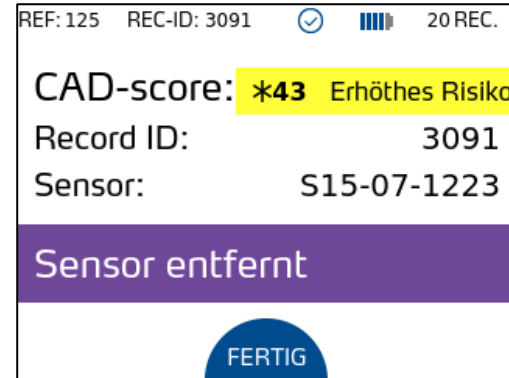 REF: 125 REC-ID: 3091 20 REC.
CAD-score: *43 Erhöthes Risiko
Record ID: 3091
Sensor: S15-07-1223
Sensor entfernt
FERTIG